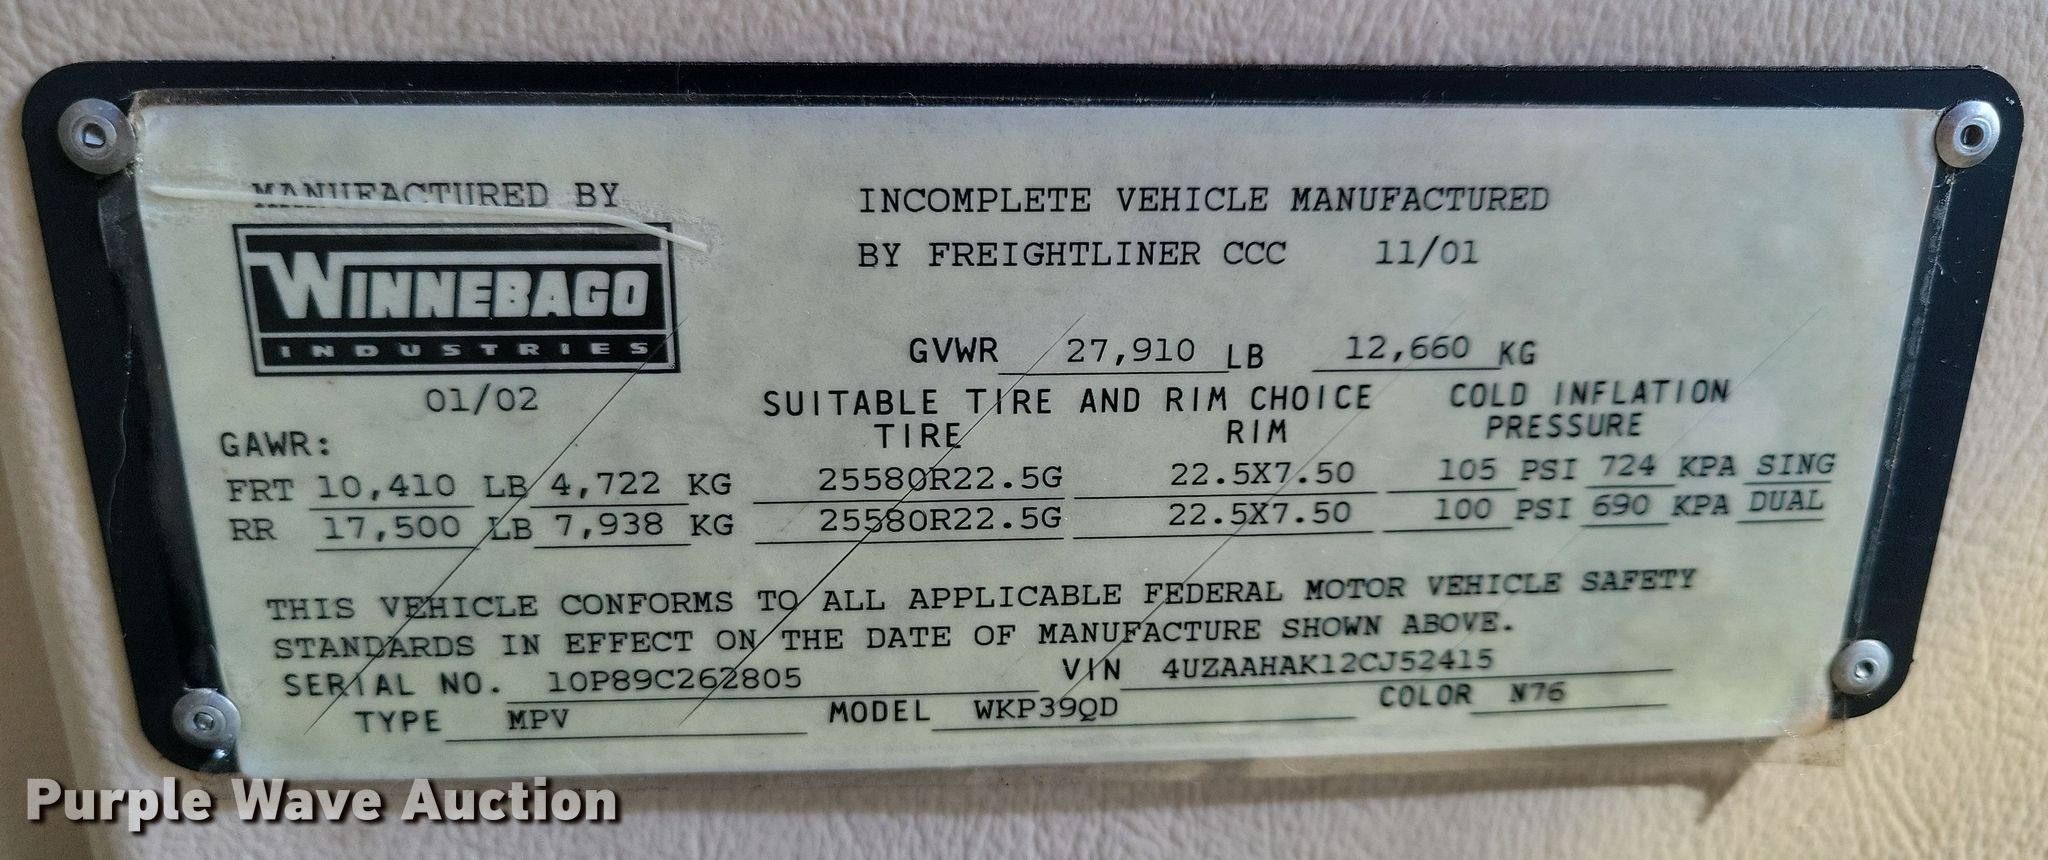 MANUFACTURED BY
WINNEBAGO
INDUSTRIES
01/02
INCOMPLETE VEHICLE MANUFACTURED
BY FREIGHTLINER CCC 11/01
GVWR 27,910 LB 12,660 KG
SUITABLE TIRE AND RIM CHOICE COLD INFLATION
TIRE RIM PRESSURE
GAWR:
FRT 10,410 LB 4,722 KG 25580R22.5G 22.5X7.50 105 PSI 724 KPA SING
RR 17,500 LB 7,938 KG 25580R22.5G 22.5X7.50 100 PSI 690 KPA DUAL
THIS VEHICLE CONFORMS TO ALL APPLICABLE FEDERAL MOTOR VEHICLE SAFETY
STANDARDS IN EFFECT ON THE DATE OF MANUFACTURE SHOWN ABOVE.
SERIAL NO. 10P89C262805 VIN 4UZAAHAK12CJ52415
TYPE MPV MODEL WKP39QD COLOR N76
Purple Wave Auction